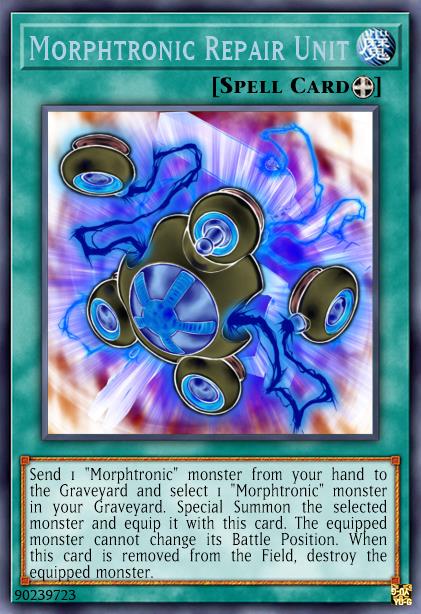 Morphtronic Repair Unit 魔
[Spell Card]
Send 1 "Morphtronic" monster from your hand to
the Graveyard and select 1 "Morphtronic" monster
in your Graveyard. Special Summon the selected
monster and equip it with this card. The equipped
monster cannot change its Battle Position. When
this card is removed from the Field, destroy the
equipped monster.
90239723